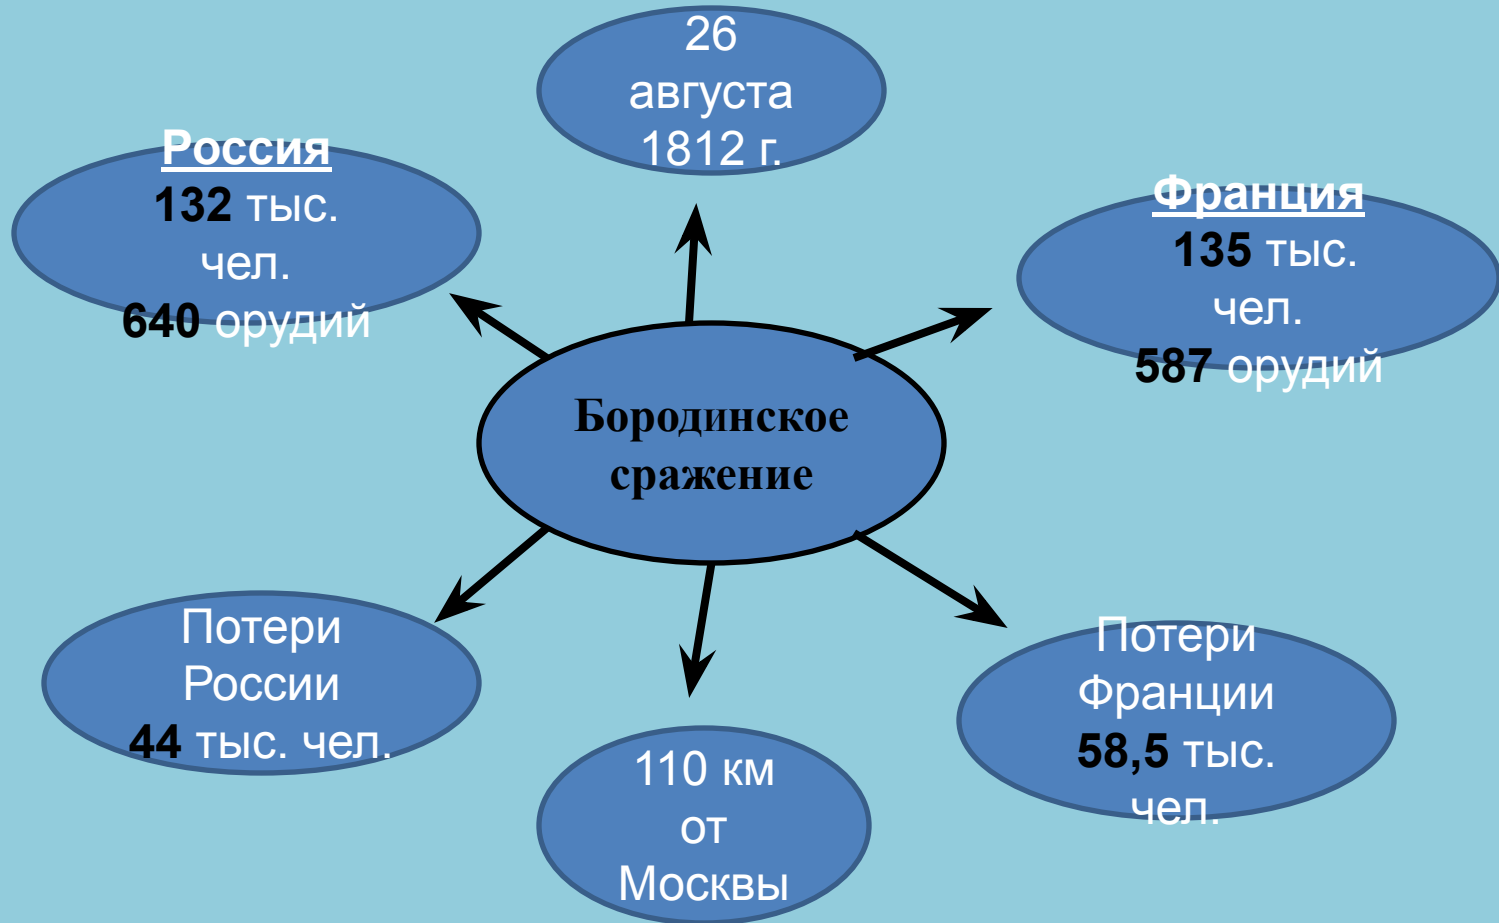 26
августа
1812 г.
Россия
132 тыс.
чел.
640 орудий
Франция
135 тыс.
чел.
587 орудий
Бородинское
сражение
Потери
России
44 тыс. чел.
110 км
от
Москвы
Потери
Франции
58,5 тыс.
чел.